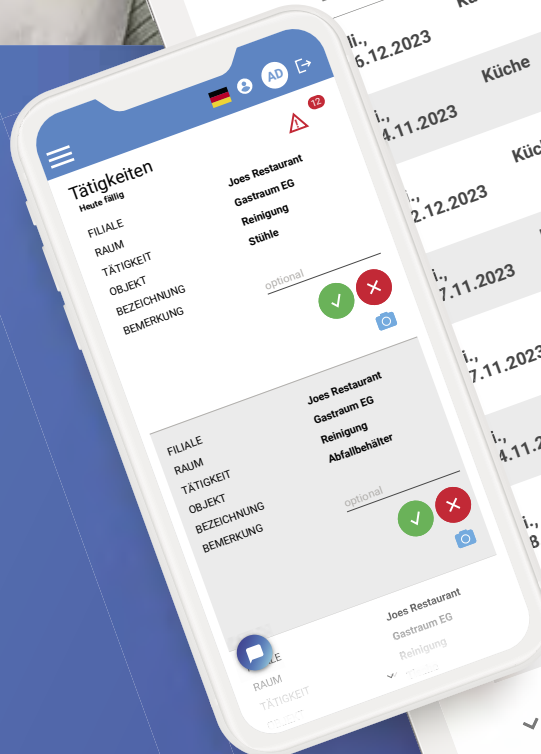 AD
12
Tätigkeiten
Heute fällig
FILIALE Joes Restaurant
RAUM Gastraum EG
TÄTIGKEIT Reinigung
OBJEKT Stühle
BEZEICHNUNG
BEMERKUNG optional
FILIALE Joes Restaurant
RAUM Gastraum EG
TÄTIGKEIT Reinigung
OBJEKT Abfallbehälter
BEZEICHNUNG
BEMERKUNG optional
Joes Restaurant
RAUM Gastraum EG
TÄTIGKEIT Reinigung
6.12.2023
Küche
4.11.2023
2.12.2023
7.11.2023
7.11.2023